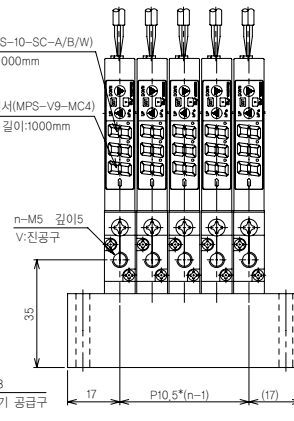 S-10-SC-A/B/W)
000mm
서(MPS-V9-MC4)
길이:1000mm
n-M5 깊이5
V:진공구
35
17
P10,5*(n-1)
(17)
8
기 공급구